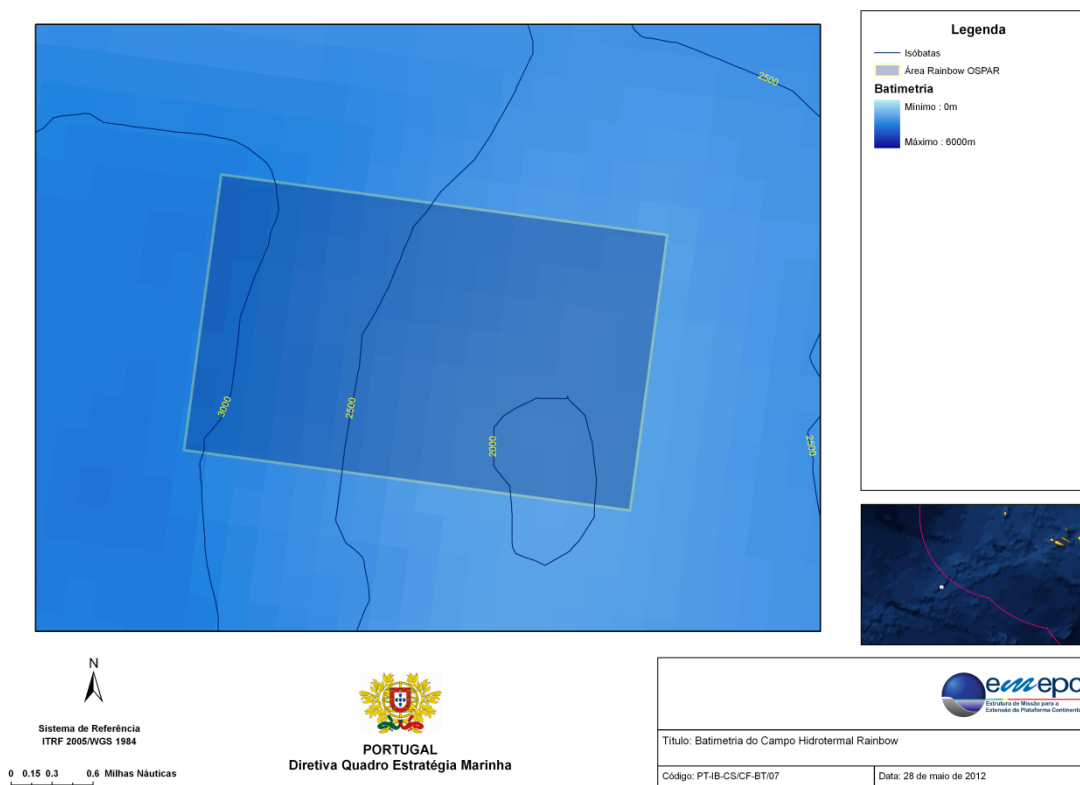 2500
3000
2500
2000
2500
Legenda
Isóbatas
Área Rainbow OSPAR
Batimetria
Mínimo : 0m
Máximo : 6000m
N
Sistema de Referência
ITRF 2005/WGS 1984
0 0.15 0.3 0.6 Milhas Náuticas
PORTUGAL
Diretiva Quadro Estratégia Marinha
emepc
Estrutura de Missão para a
Extensão da Plataforma Continental
Título: Batimetria do Campo Hidrotermal Rainbow
Código: PT-IB-CS/CF-BT/07
Data: 28 de maio de 2012